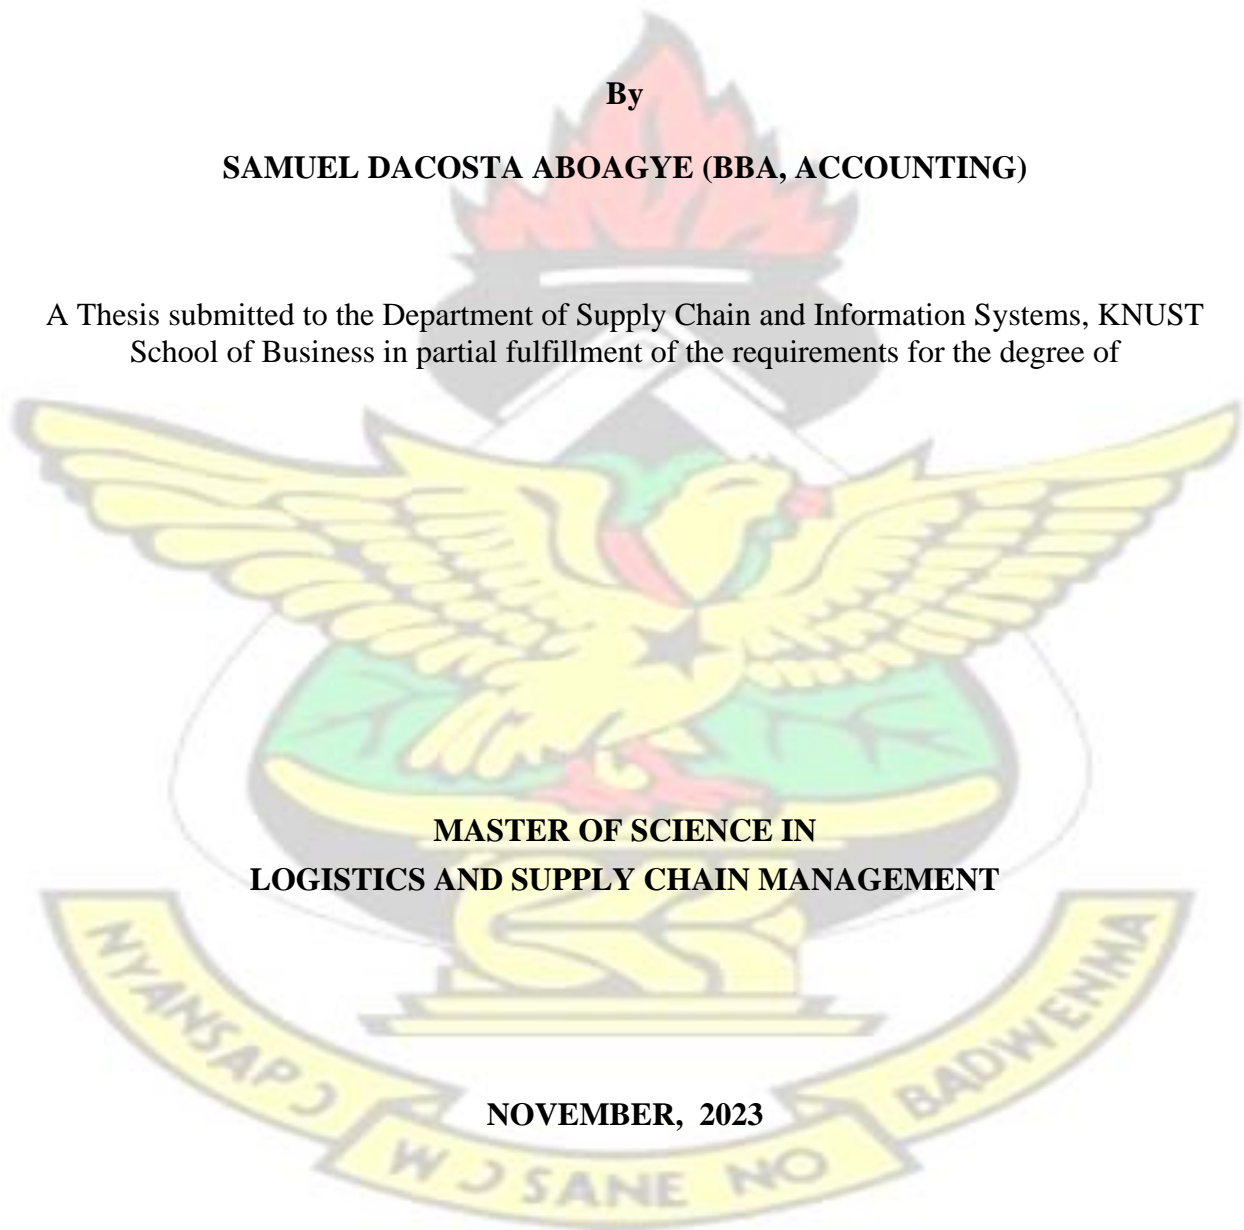 By
SAMUEL DACOSTA ABOAGYE (BBA, ACCOUNTING)
A Thesis submitted to the Department of Supply Chain and Information Systems, KNUST
School of Business in partial fulfillment of the requirements for the degree of
MASTER OF SCIENCE IN
LOGISTICS AND SUPPLY CHAIN MANAGEMENT
NOVEMBER, 2023
NYANSAPƆ WƆSANE NO BADWENMA